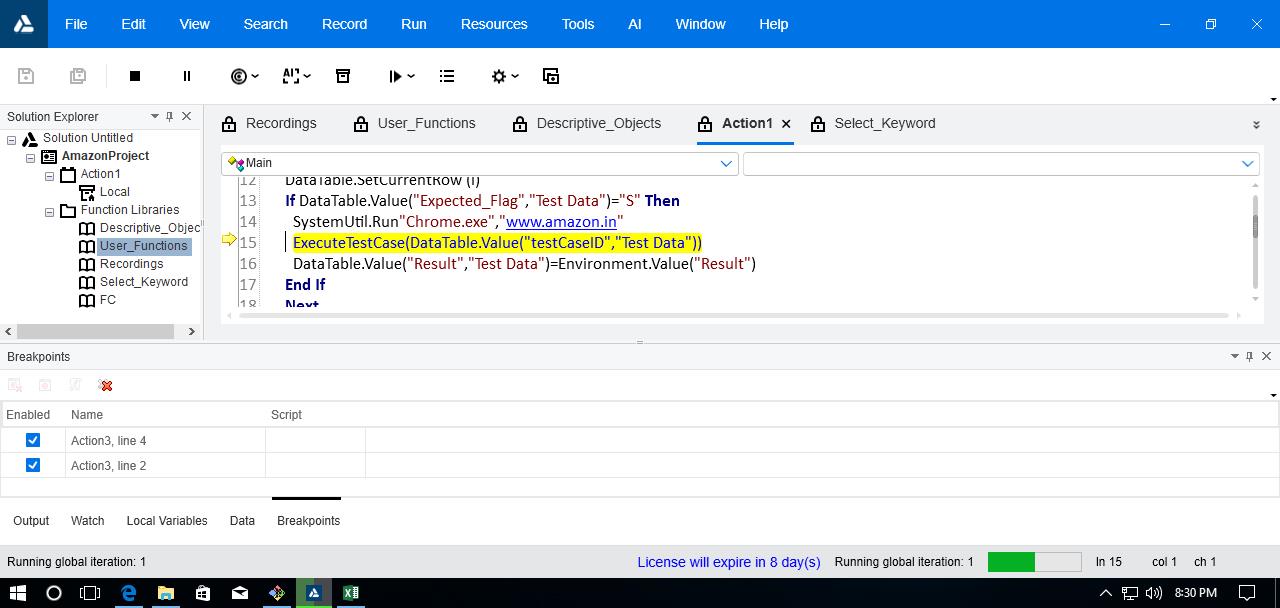 File Edit View Search Record Run Resources Tools AI Window Help
Solution Explorer
Solution Untitled
AmazonProject
Action1
Local
Function Libraries
Descriptive_Objec
User_Functions
Recordings
Select_Keyword
FC
Recordings User_Functions Descriptive_Objects Action1 Select_Keyword
Main
12 DataTable.SetCurrentRow (i)
13 If DataTable.Value("Expected_Flag","Test Data")="S" Then
14 SystemUtil.Run"Chrome.exe","www.amazon.in"
15 ExecuteTestCase(DataTable.Value("testCaseID","Test Data"))
16 DataTable.Value("Result","Test Data")=Environment.Value("Result")
17 End If
18 Next
Breakpoints
Enabled Name Script
Action3, line 4
Action3, line 2
Output Watch Local Variables Data Breakpoints
Running global iteration: 1 License will expire in 8 day(s) Running global iteration: 1 ln 15 col 1 ch 1
8:30 PM